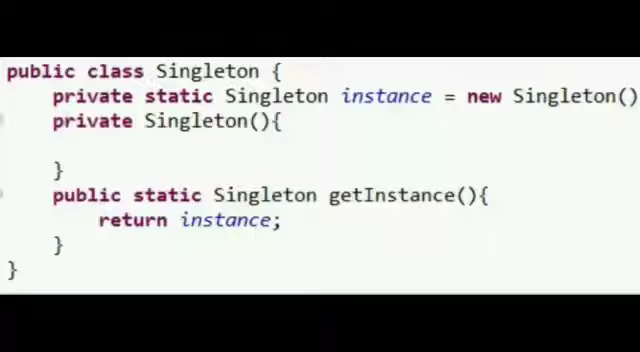 public class Singleton {
private static Singleton instance = new Singleton()
private Singleton(){
}
public static Singleton getInstance(){
return instance;
}
}